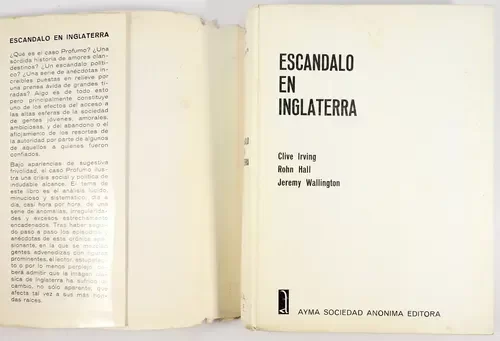 ESCANDALO EN INGLATERRA
¿Qué es el caso Profumo? ¿Una
sórdida historia de amores clan-
destinos? ¿Un escándalo políti-
co? ¿Una serie de anécdotas in-
creíbles puestas en relieve por
una prensa ávida de grandes ti-
radas? Algo es de todo esto
pero principalmente constituye
uno de los efectos del acceso a
las altas esferas de la sociedad
de gentes jóvenes, amorales,
ambiciosas, y del abandono o el
aflojamiento de los resortes de
la autoridad por parte de algunos
de aquellos a quienes fueron
confiados.
Bajo apariencias de sugestiva
frivolidad, el caso Profumo ilus-
tra una crisis social y política de
indudable alcance. El tema de
este libro es el análisis lúcido,
minucioso y sistemático, día a
día, casi hora por hora, de una
serie de anomalías, irregularida-
des y excesos estrechamente
encadenados. Tras haber segui-
do paso a paso los episodios y
anécdotas de esta crónica apa-
sionante, en la que se mezclan
gentes, advenedizos con figuras
prominentes, el lector, estupefac-
to o por lo menos perplejo,
berá admitir que la imagen
sica de Inglaterra ha sufrido un
cambio, no sólo aparente, que
afecta tal vez a sus más hon-
das raíces.
ESCANDALO
EN
INGLATERRA
Clive Irving
Rohn Hall
Jeremy Wallington
AYMA SOCIEDAD ANONIMA EDITORA